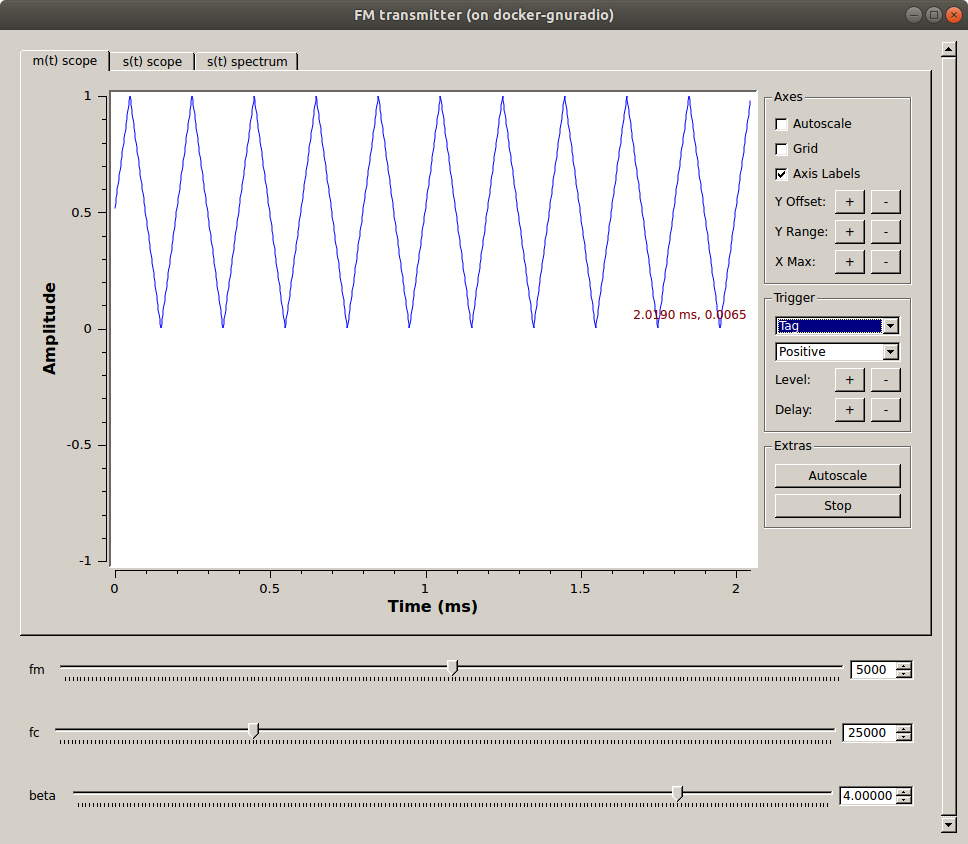 FM transmitter (on docker-gnuradio)
m(t) scope s(t) scope s(t) spectrum
1
0.5
0
-0.5
-1
Amplitude
2.0190 ms, 0.0065
0 0.5 1 1.5 2
Time (ms)
Axes
Autoscale
Grid
Axis Labels
Y Offset: + -
Y Range: + -
X Max: + -
Trigger
Tag
Positive
Level: + -
Delay: + -
Extras
Autoscale
Stop
fm 5000
fc 25000
beta 4.00000